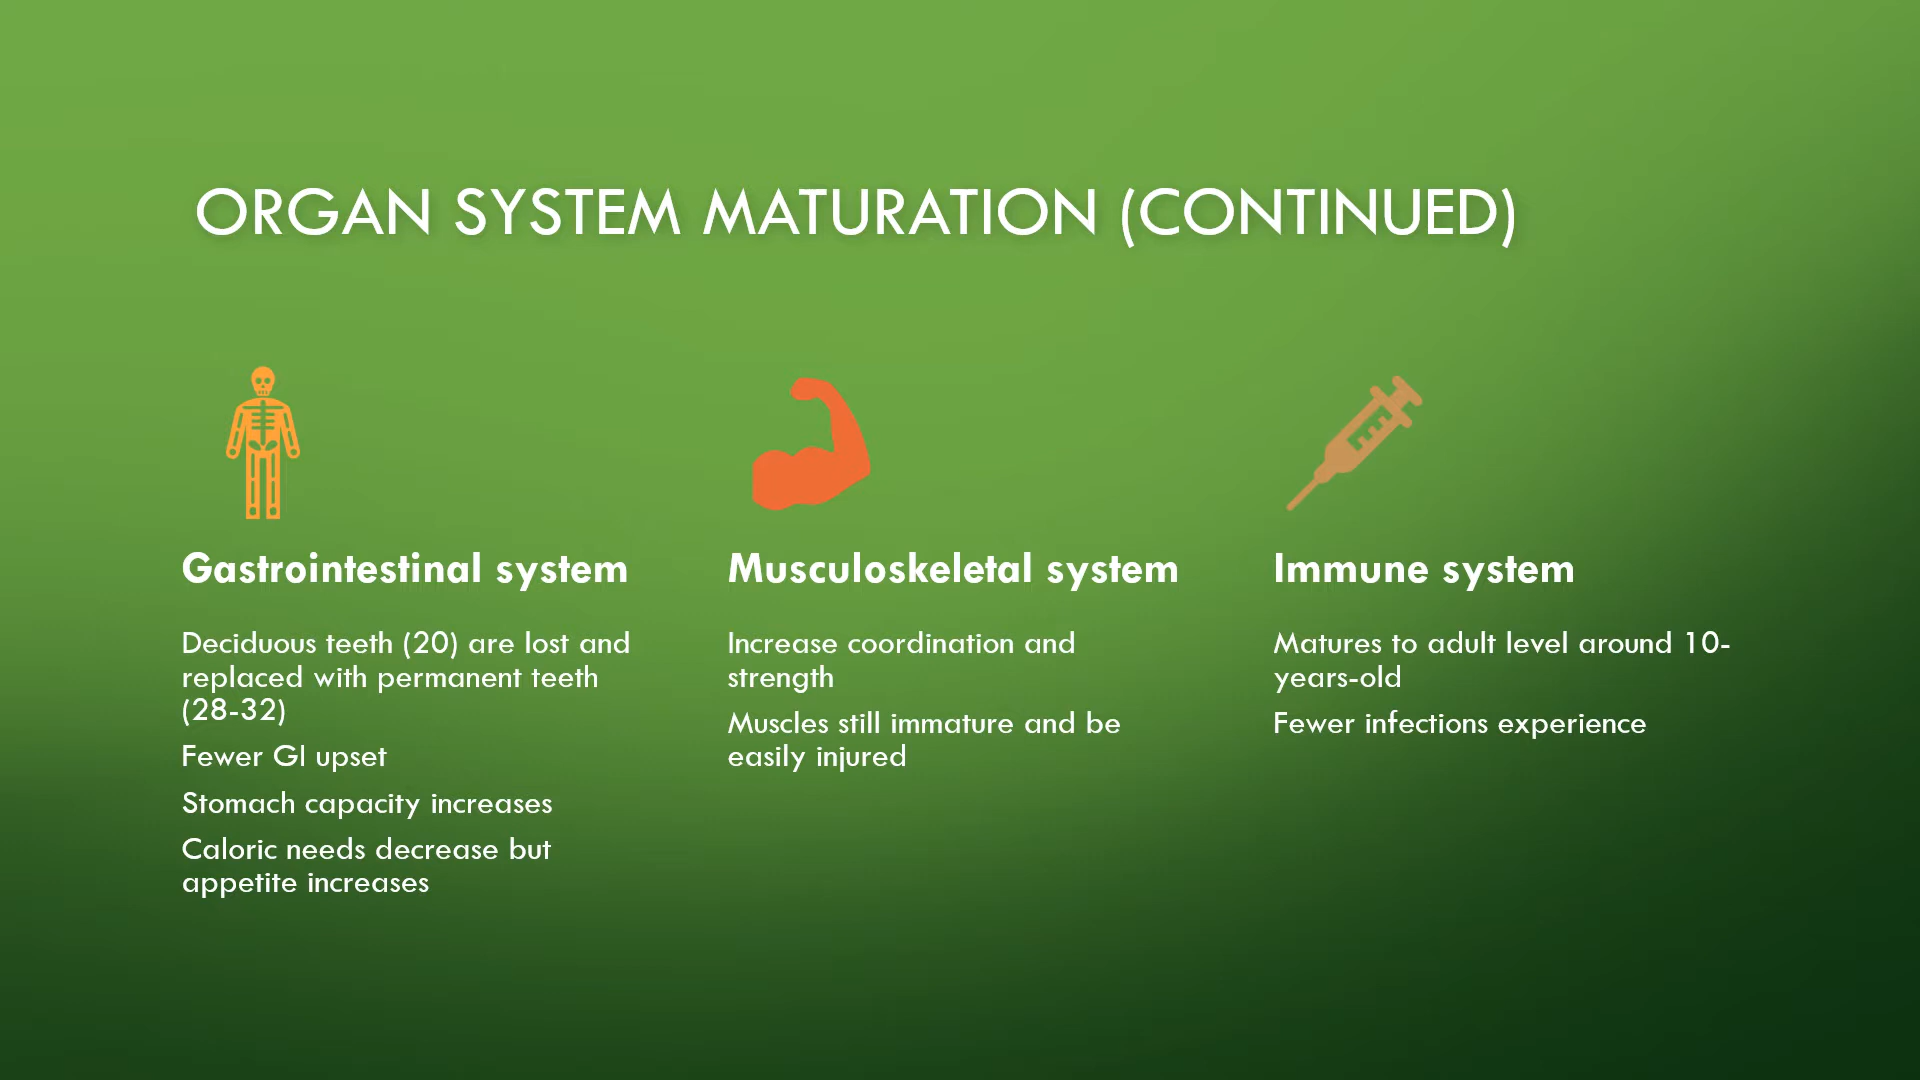 ORGAN SYSTEM MATURATION (CONTINUED)
Gastrointestinal system
Deciduous teeth (20) are lost and
replaced with permanent teeth
(28-32)
Fewer GI upset
Stomach capacity increases
Caloric needs decrease but
appetite increases
Musculoskeletal system
Increase coordination and
strength
Muscles still immature and be
easily injured
Immune system
Matures to adult level around 10-
years-old
Fewer infections experience